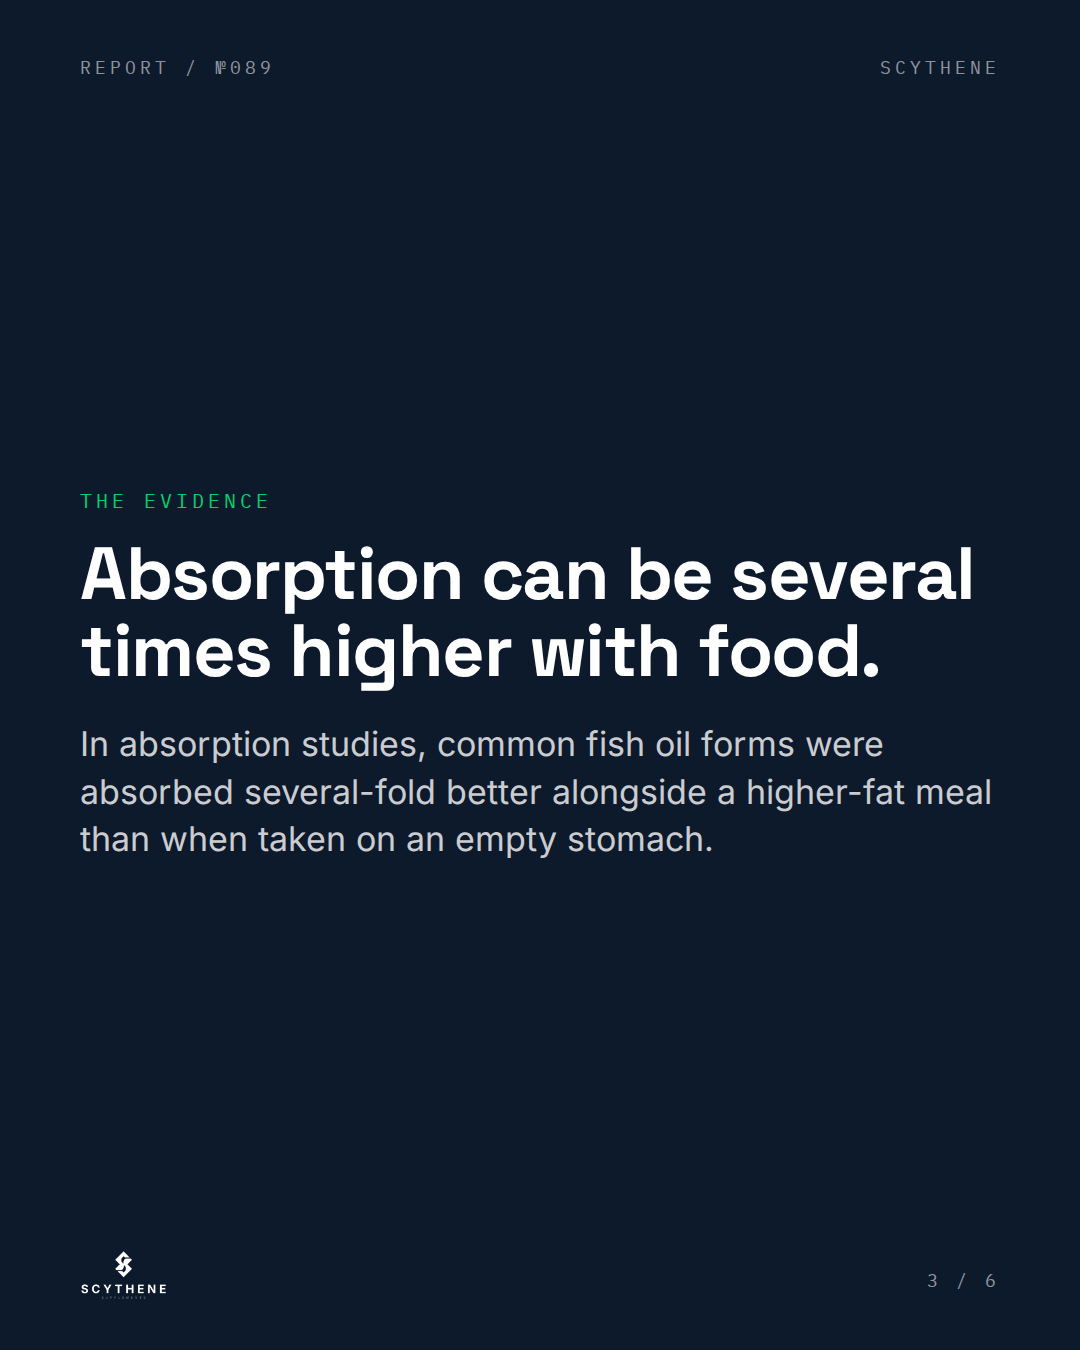 REPORT / №089
SCYTHENE
THE EVIDENCE
Absorption can be several
times higher with food.
In absorption studies, common fish oil forms were
absorbed several-fold better alongside a higher-fat meal
than when taken on an empty stomach.
SCYTHENE
3 / 6